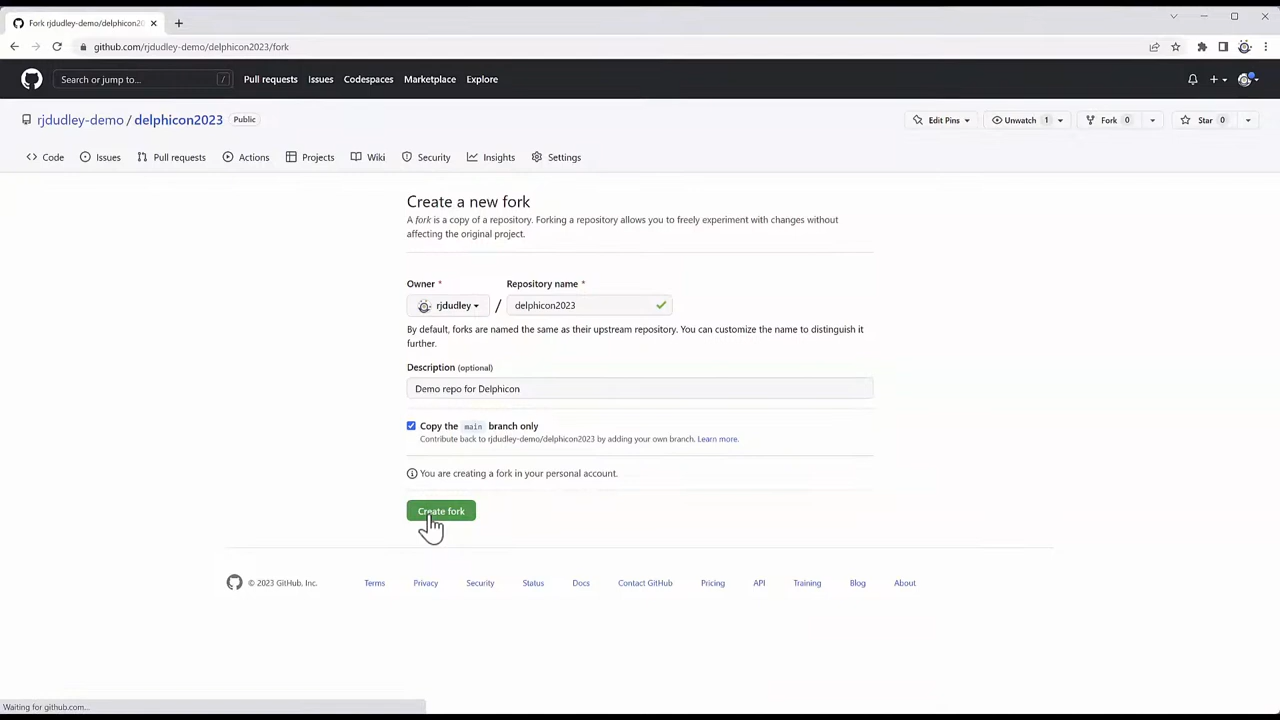 Fork rjdudley-demo/delphicon20
github.com/rjdudley-demo/delphicon2023/fork
Search or jump to...
/
Pull requests
Issues
Codespaces
Marketplace
Explore
rjdudley-demo / delphicon2023
Public
Edit Pins
Unwatch 1
Fork 0
Star 0
Code
Issues
Pull requests
Actions
Projects
Wiki
Security
Insights
Settings
Create a new fork
A fork is a copy of a repository. Forking a repository allows you to freely experiment with changes without
affecting the original project.
Owner *
Repository name *
rjdudley
/
delphicon2023
By default, forks are named the same as their upstream repository. You can customize the name to distinguish it
further.
Description (optional)
Demo repo for Delphicon
Copy the main branch only
Contribute back to rjdudley-demo/delphicon2023 by adding your own branch. Learn more.
You are creating a fork in your personal account.
Create fork
© 2023 GitHub, Inc.
Terms
Privacy
Security
Status
Docs
Contact GitHub
Pricing
API
Training
Blog
About
Waiting for github.com...